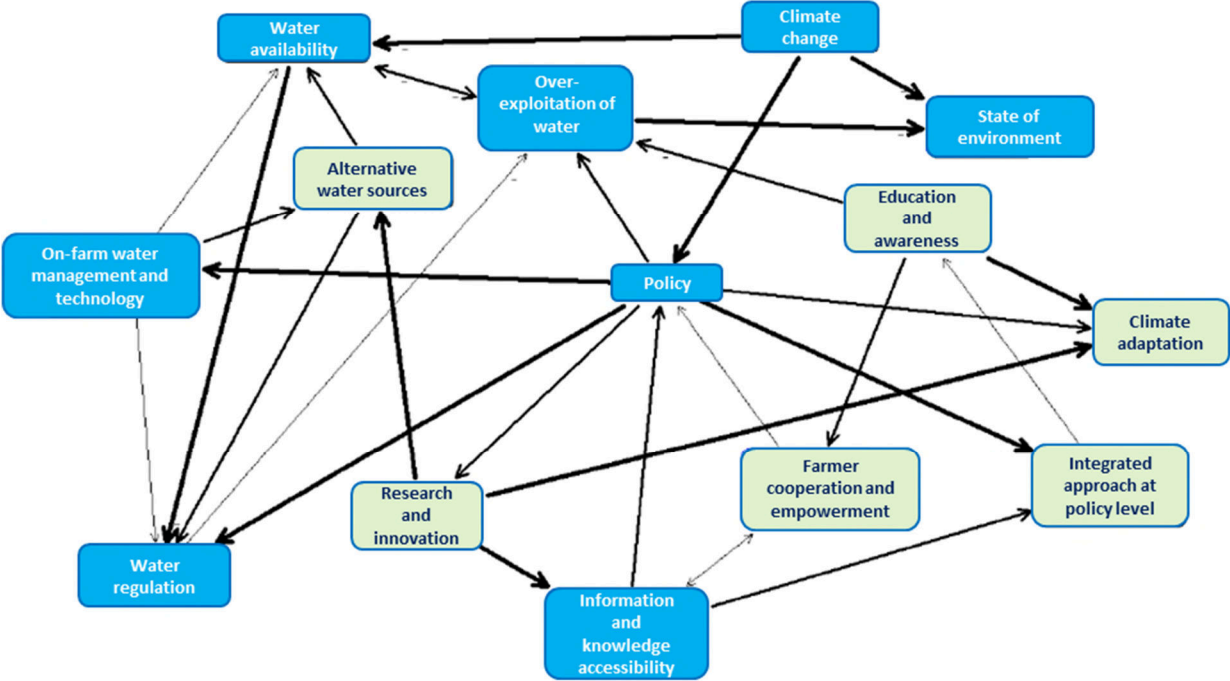 Water
availability
Climate
change
Over-
exploitation of
water
State of
environment
Alternative
water sources
Education
and
awareness
On-farm water
management and
technology
Policy
Climate
adaptation
Farmer
cooperation and
empowerment
Integrated
approach at
policy level
Research
and
innovation
Water
regulation
Information
and
knowledge
accessibility